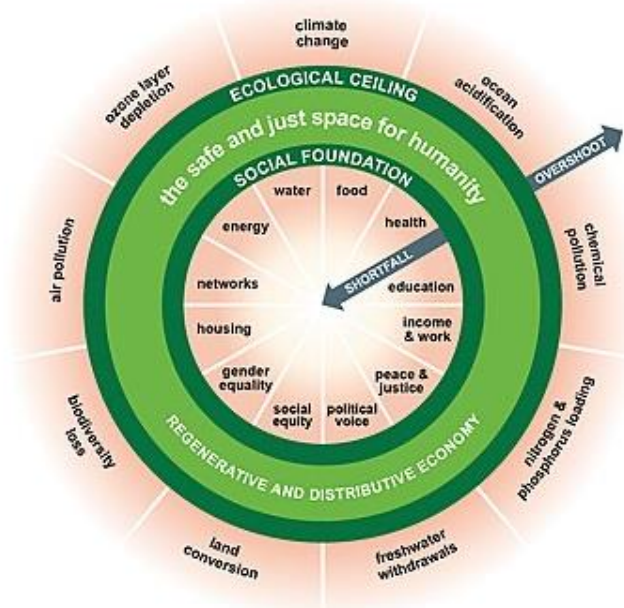 climate
change
ocean
acidification
chemical
pollution
nitrogen &
phosphorus loading
freshwater
withdrawals
land
conversion
biodiversity
loss
air pollution
ozone layer
depletion
ECOLOGICAL CEILING
the safe and just space for humanity
SOCIAL FOUNDATION
OVERSHOOT
SHORTFALL
water
food
health
education
income
& work
peace &
justice
political
voice
social
equity
gender
equality
housing
networks
energy
REGENERATIVE AND DISTRIBUTIVE ECONOMY